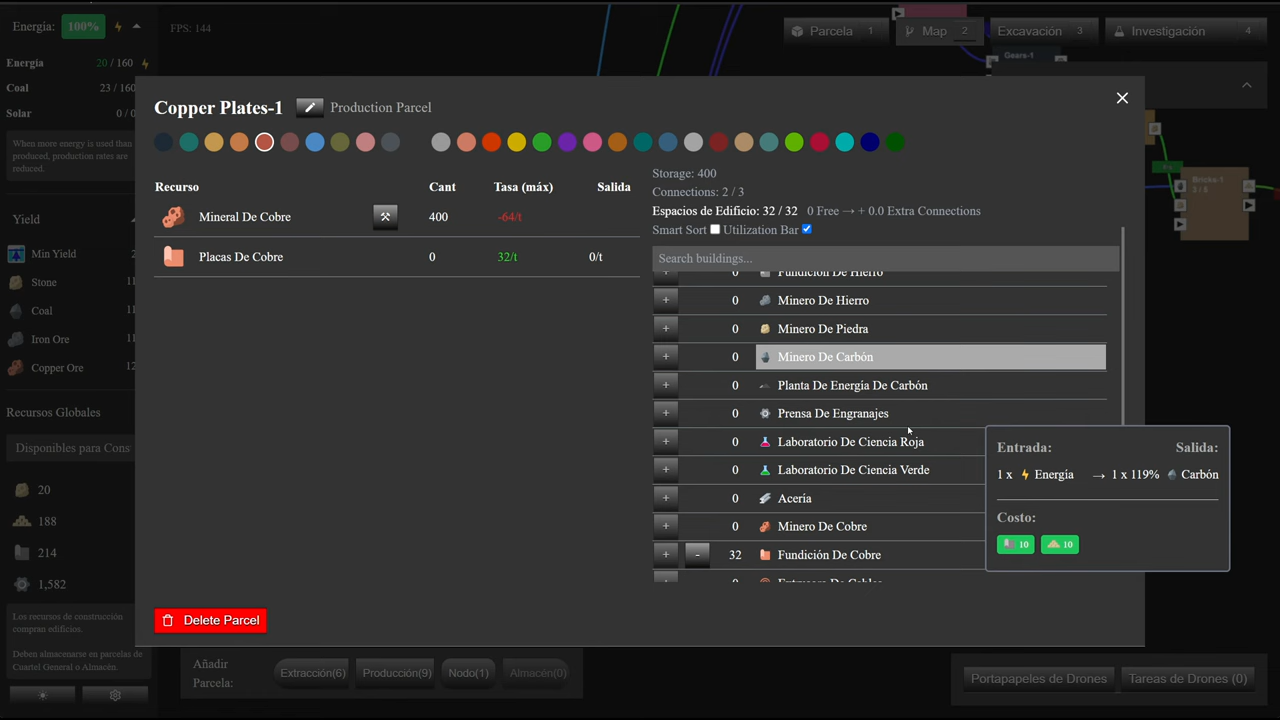 Energía: 100%
FPS: 144
Parcela 1
Map 2
Excavación 3
Investigación 4
Gears-1
Energía 20 / 160
Coal 23 / 160
Solar 0 / 0
When more energy is used than produced, production rates are reduced.
Yield
Min Yield
Stone 11
Coal 11
Iron Ore 11
Copper Ore 12
Recursos Globales
Disponibles para Cons
20
188
214
1,582
Los recursos de construcción compran edificios.
Deben almacenarse en parcelas de Cuartel General o Almacén.
Copper Plates-1
Production Parcel
Recurso Cant Tasa (máx) Salida
Mineral De Cobre 400 -64/t
Placas De Cobre 0 32/t 0/t
Delete Parcel
Storage: 400
Connections: 2 / 3
Espacios de Edificio: 32 / 32 0 Free → + 0.0 Extra Connections
Smart Sort Utilization Bar
Search buildings...
+ 0 Fundición De Hierro
+ 0 Minero De Hierro
+ 0 Minero De Piedra
+ 0 Minero De Carbón
+ 0 Planta De Energía De Carbón
+ 0 Prensa De Engranajes
+ 0 Laboratorio De Ciencia Roja
+ 0 Laboratorio De Ciencia Verde
+ 0 Acería
+ 0 Minero De Cobre
+ - 32 Fundición De Cobre
Entrada: Salida:
1 x Energía → 1 x 119% Carbón
Costo:
10 10
Bricks-1
Añadir Parcela:
Extracción(6)
Producción(9)
Nodo(1)
Almacén(0)
Portapapeles de Drones
Tareas de Drones (0)